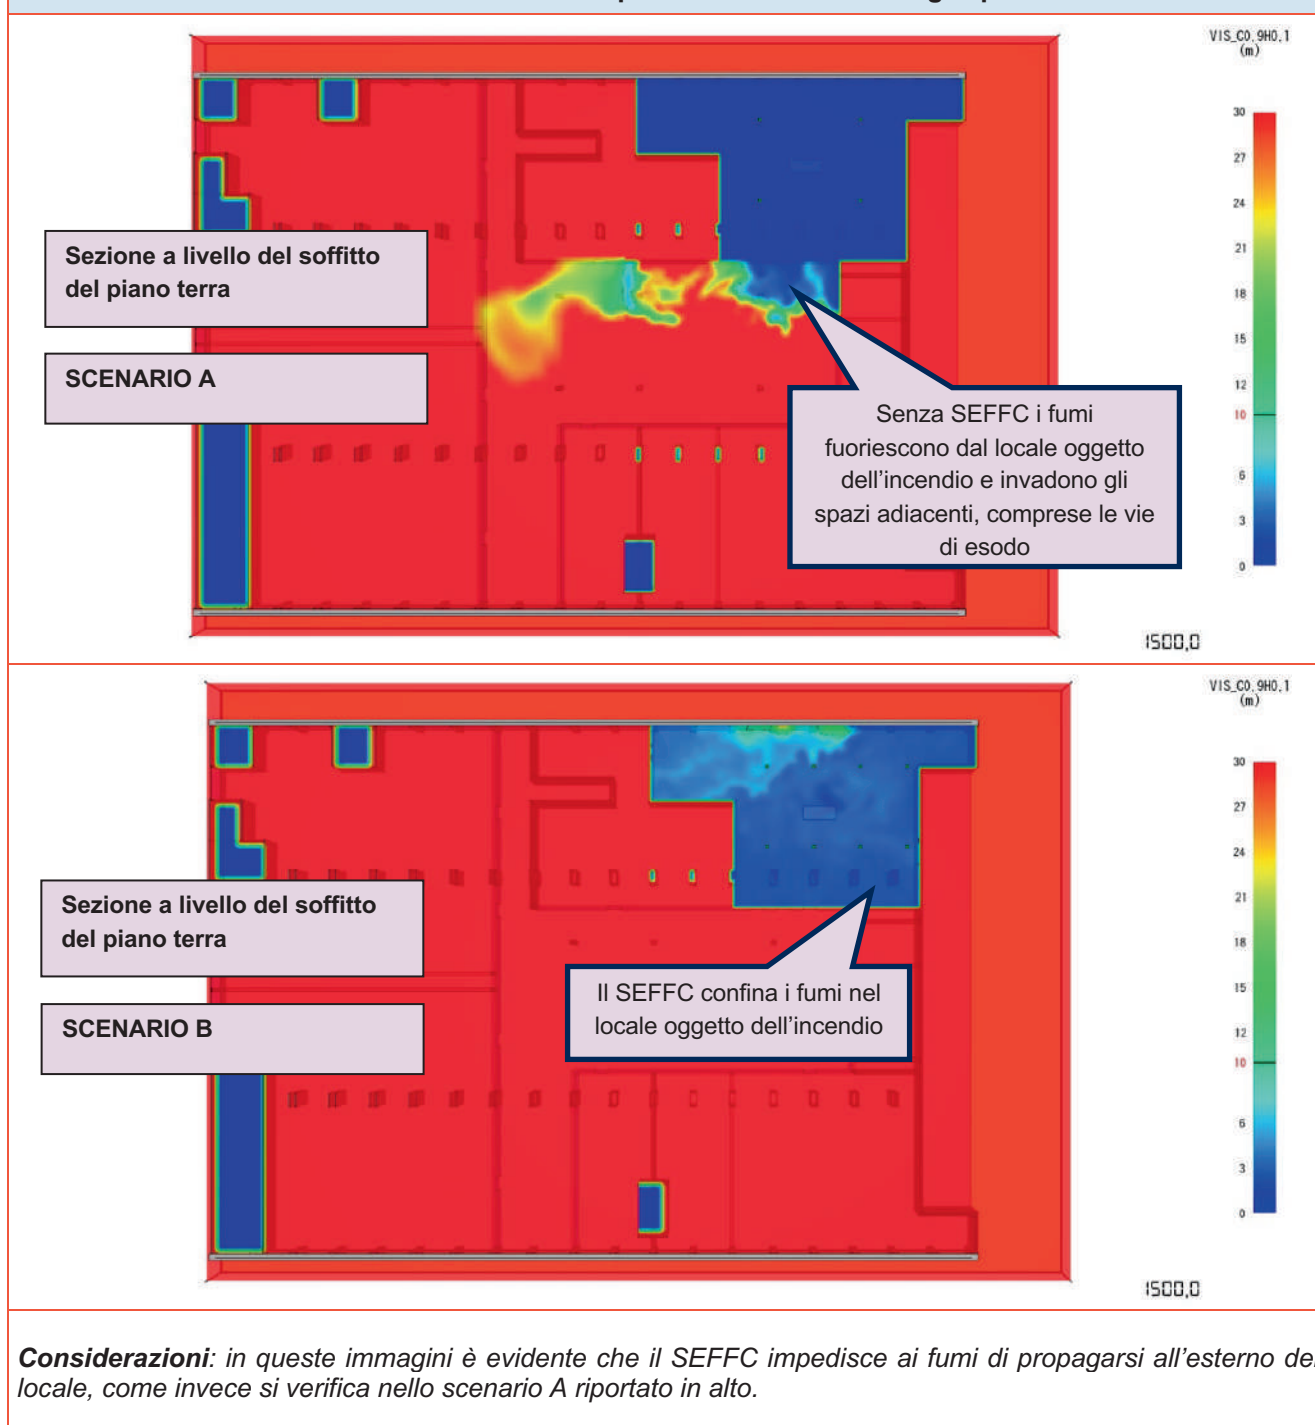 VIS_C0.9H0.1
(m)
30
27
24
21
18
15
12
10
6
3
0
Sezione a livello del soffitto
del piano terra
SCENARIO A
Senza SEFFC i fumi
fuoriescono dal locale oggetto
dell’incendio e invadono gli
spazi adiacenti, comprese le vie
di esodo
1500,0
VIS_C0.9H0.1
(m)
30
27
24
21
18
15
12
10
6
3
0
Sezione a livello del soffitto
del piano terra
SCENARIO B
Il SEFFC confina i fumi nel
locale oggetto dell’incendio
1500,0
Considerazioni: in queste immagini è evidente che il SEFFC impedisce ai fumi di propagarsi all’esterno del
locale, come invece si verifica nello scenario A riportato in alto.